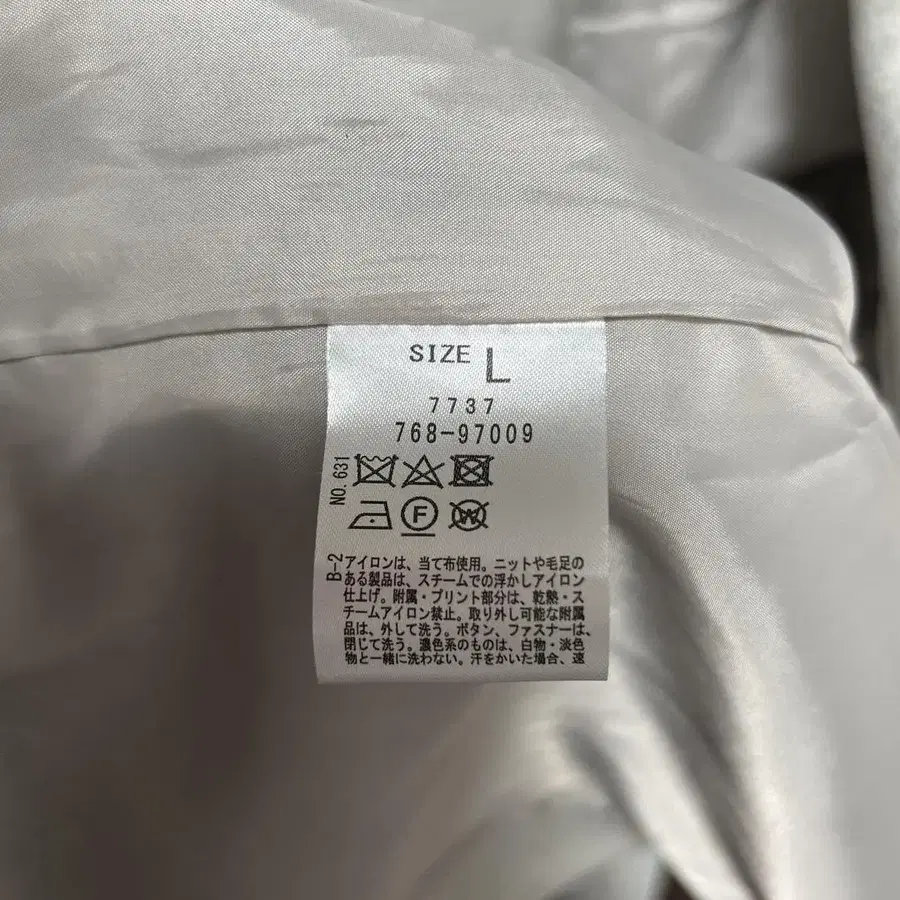 SIZE L
7737
768-97009
NO. 631
F
W
B-2
アイロンは、当て布使用。ニットや毛足の
ある製品は、スチームでの浮かしアイロン
仕上げ。附属・プリント部分は、乾熱・ス
チームアイロン禁止。取り外し可能な附属
品は、外して洗う。ボタン、ファスナーは、
閉じて洗う。濃色系のものは、白物・淡色
物と一緒に洗わない。汗をかいた場合、速